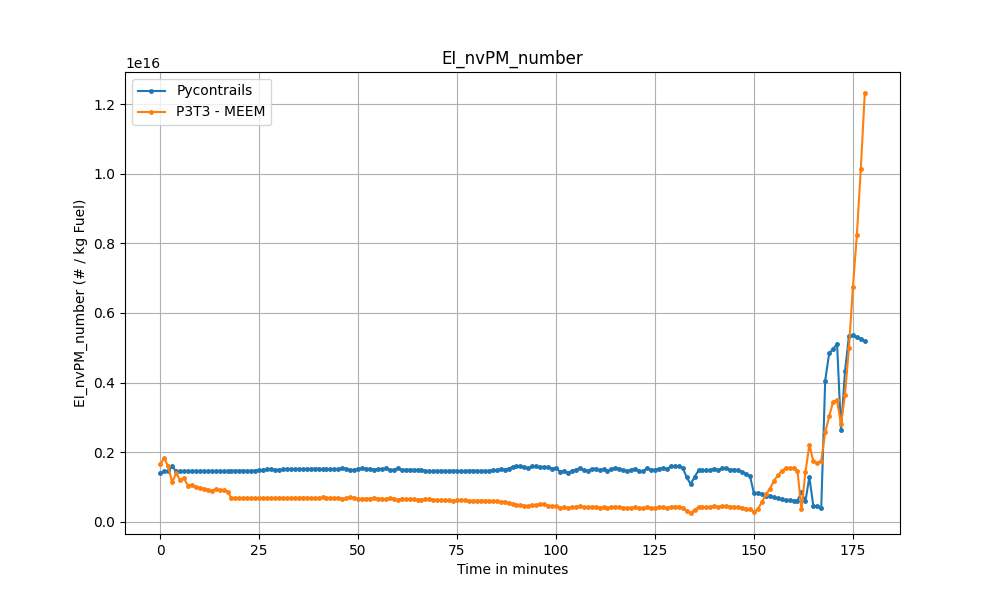 EI_nvPM_number
1e16
Pycontrails
P3T3 - MEEM
1.2
1.0
0.8
0.6
0.4
0.2
0.0
EI_nvPM_number (# / kg Fuel)
0 25 50 75 100 125 150 175
Time in minutes